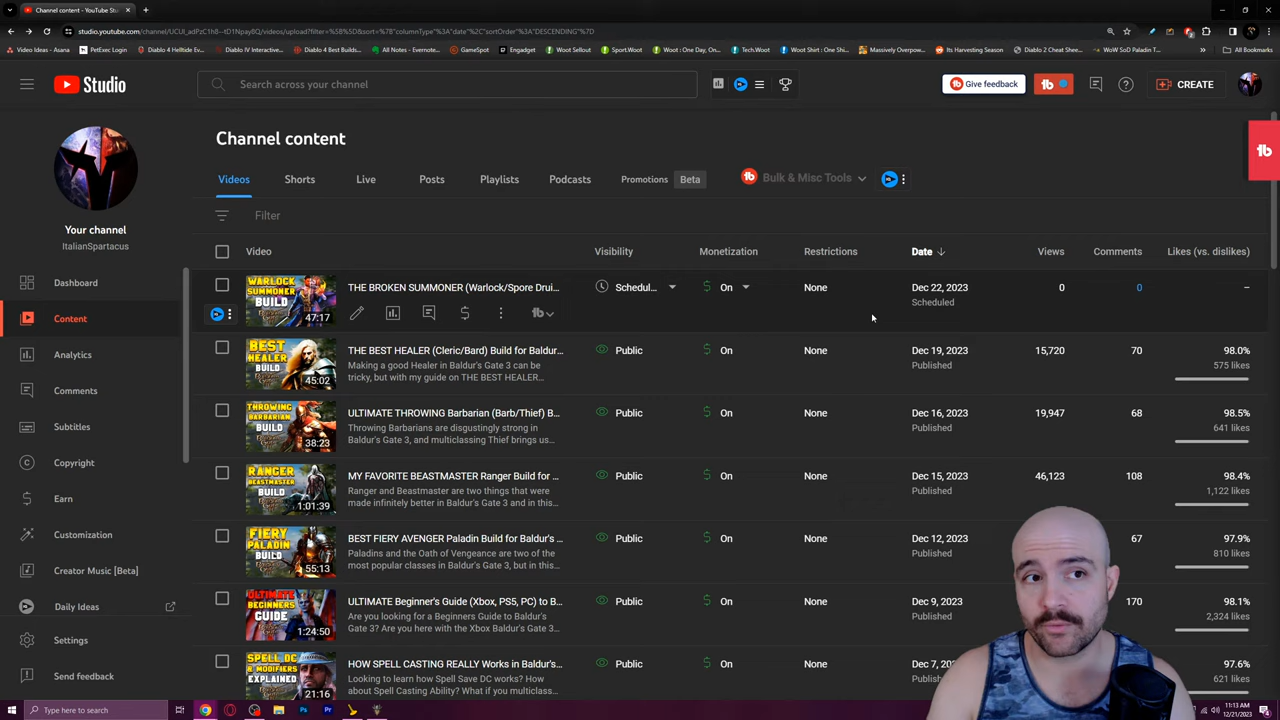 Channel content - YouTube St
studio.youtube.com/channel/UCUI_adPzC1h8--tD1Npay8Q/videos/upload?filter=%5B%5D&sort=%7B"columnType"%3A"date"%2C"sortOrder"%3A"DESCENDING"%7D
Video Ideas - Asana
PetExec Login
Diablo 4 Helltide E...
Diablo IV Interactive...
Diablo 4 Best Builds...
All Notes - Evernote...
GameSpot
Engadget
Woot Sellout
Sport.Woot
Woot : One Day, On...
Tech.Woot
Woot Shirt : Shi...
Massively Overpow...
Its Harvesting Season
Diablo 2 Cheat Shee...
WoW SoD Paladin T...
All Bookmarks
Studio
Search across your channel
Give feedback
CREATE
Channel content
Videos
Shorts
Live
Posts
Playlists
Podcasts
Promotions
Beta
Bulk & Misc Tools
Your channel
ItalianSpartacus
Filter
Video
Visibility
Monetization
Restrictions
Date
Views
Comments
Likes (vs. dislikes)
Dashboard
Content
Analytics
Comments
Subtitles
Copyright
Earn
Customization
Creator Music [Beta]
Daily Ideas
Settings
Send feedback
WARLOCK
SUMMONER
BUILD
47:17
THE BROKEN SUMMONER (Warlock/Spore Drui...
Schedul...
On
None
Dec 22, 2023
Scheduled
0
0
–
BEST
HEALER
BUILD
45:02
THE BEST HEALER (Cleric/Bard) Build for Baldur...
Making a good Healer in Baldur's Gate 3 can be
tricky, but with my guide on THE BEST HEALER...
Public
On
None
Dec 19, 2023
Published
15,720
70
98.0%
575 likes
THROWING
BARBARIAN
BUILD
38:23
ULTIMATE THROWING Barbarian (Barb/Thief) B...
Throwing Barbarians are disgustingly strong in
Baldur's Gate 3, and multiclassing Thief brings us...
Public
On
None
Dec 16, 2023
Published
19,947
68
98.5%
641 likes
RANGER
BEASTMASTER
BUILD
1:01:39
MY FAVORITE BEASTMASTER Ranger Build for ...
Ranger and Beastmaster are two things that were
made infinitely better in Baldur's Gate 3 and in this...
Public
On
None
Dec 15, 2023
Published
46,123
108
98.4%
1,122 likes
FIERY
PALADIN
BUILD
55:13
BEST FIERY AVENGER Paladin Build for Baldur's ...
Paladins and the Oath of Vengeance are two of the
most popular classes in Baldur's Gate 3, but in this...
Public
On
None
Dec 12, 2023
Published
67
97.9%
810 likes
ULTIMATE
BEGINNERS
GUIDE
1:24:50
ULTIMATE Beginner's Guide (Xbox, PS5, PC) to B...
Are you looking for a Beginners Guide to Baldur's
Gate 3? Are you here with the Xbox Baldur's Gate 3...
Public
On
None
Dec 9, 2023
Published
170
98.1%
2,324 likes
SPELL DC
& MODIFIERS
EXPLAINED
21:16
HOW SPELL CASTING REALLY Works in Baldur's...
Looking to learn how Spell Save DC works? How
about Spell Casting Ability? What if you multiclass...
Public
On
None
Dec 7,
Published
97.6%
621 likes
Type here to search
11:13 AM
12/21/2023